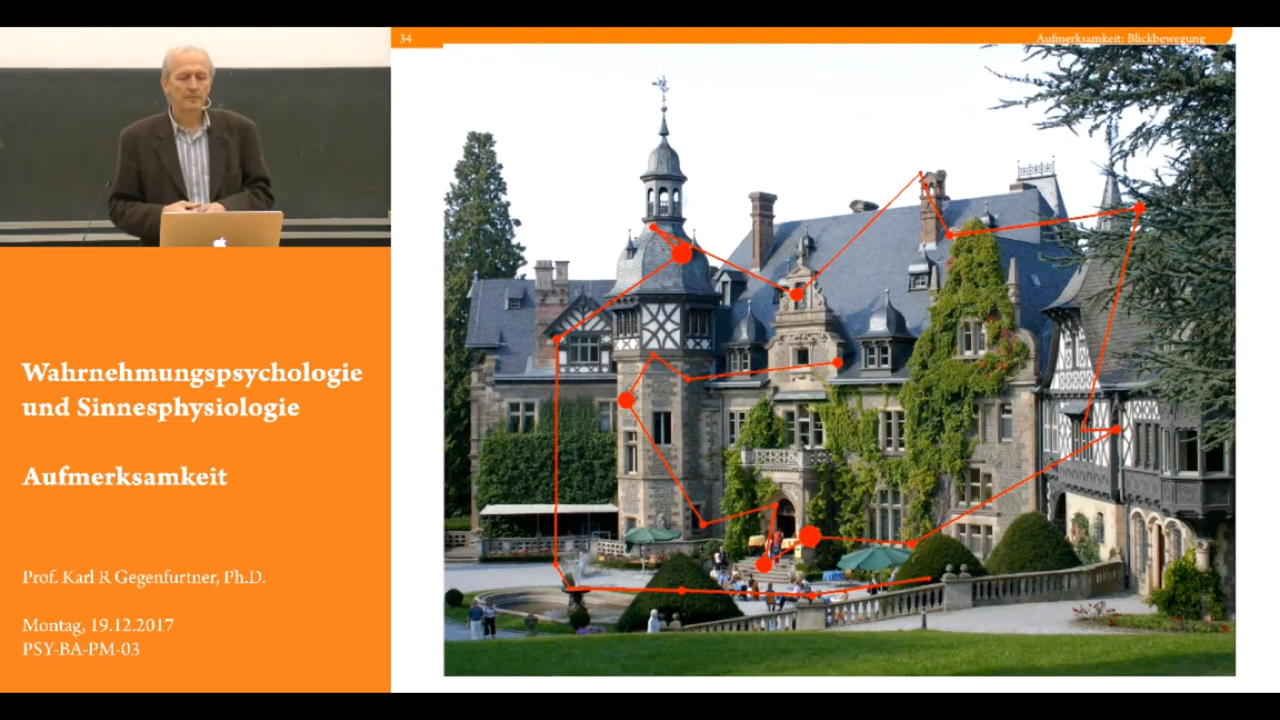 34
Aufmerksamkeit: Blickbewegung
Wahrnehmungspsychologie
und Sinnesphysiologie
Aufmerksamkeit
Prof. Karl R Gegenfurtner, Ph.D.
Montag, 19.12.2017
PSY-BA-PM-03